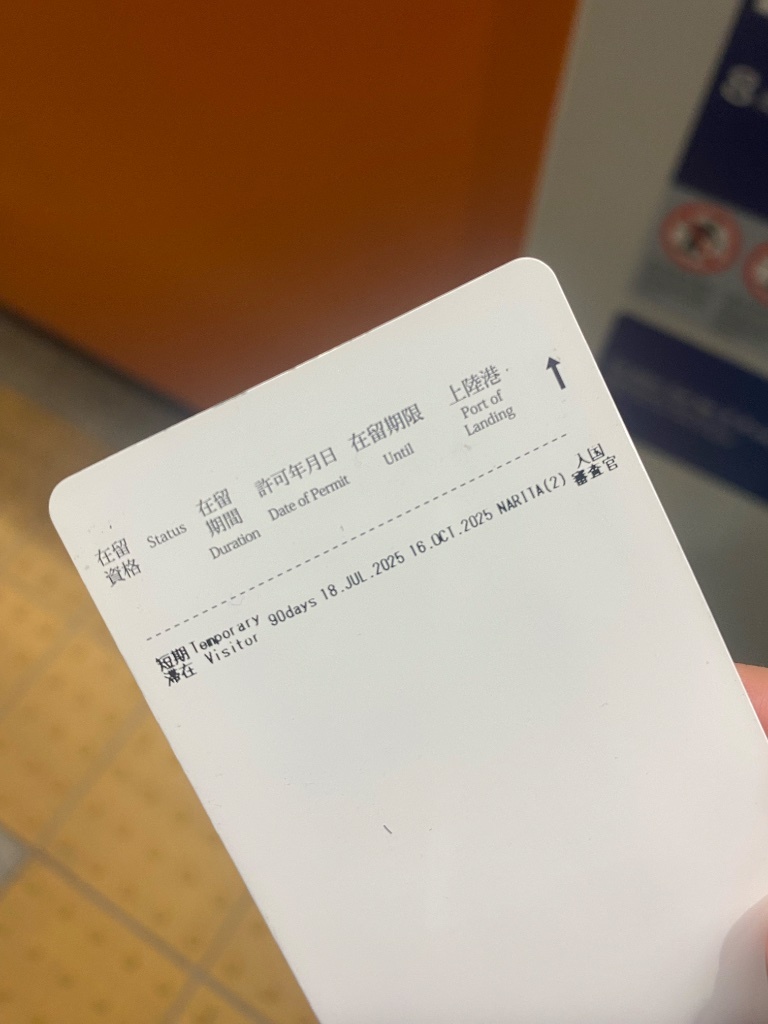 在留資格 Status 在留期間 Duration 許可年月日 Date of Permit 在留期限 Until 上陸港 Port of Landing ↑
短期滞在 Temporary Visitor 90days 18.JUL.2025 16.OCT.2025 NARITA(2) 入国審査官